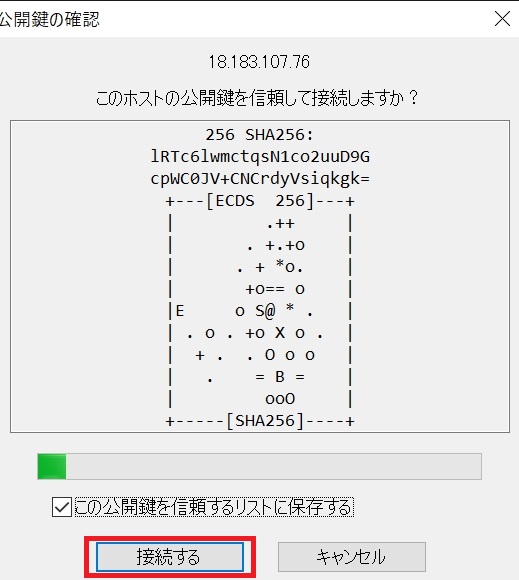 公開鍵の確認
18.183.107.76
このホストの公開鍵を信頼して接続しますか？
256 SHA256:
lRTc6lwmctqsN1co2uuD9G
cpWC0JV+CNCrdyVsiqkgk=
+---[ECDS  256]---+
|          .++    |
|        . +.+o   |
|       . + *o.   |
|        +o== o   |
|E      o S@ * .  |
| . o . +o X o .  |
|  + .  . O o o   |
|   .    = B =    |
|          ooO    |
+-----[SHA256]----+
この公開鍵を信頼するリストに保存する
接続する
キャンセル